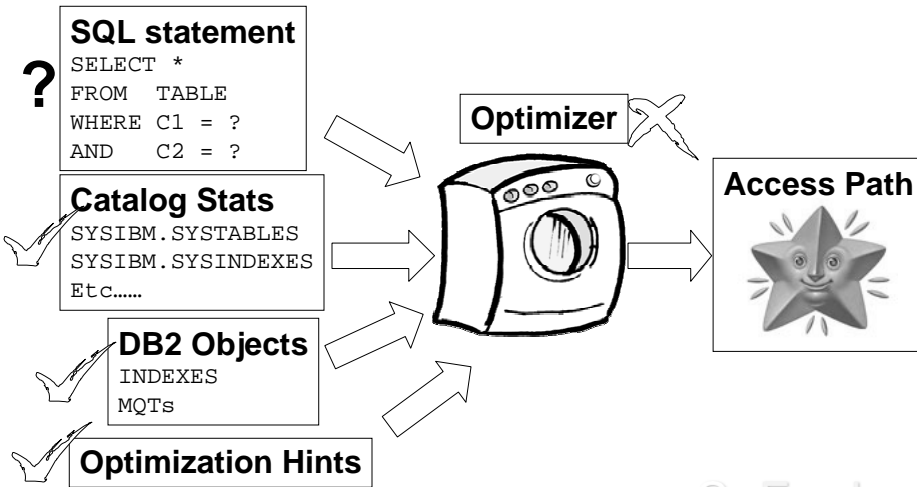 SQL statement
?
SELECT *
FROM TABLE
WHERE C1 = ?
AND C2 = ?
Optimizer
Access Path
Catalog Stats
SYSIBM.SYSTABLES
SYSIBM.SYSINDEXES
Etc……
DB2 Objects
INDEXES
MQTs
Optimization Hints